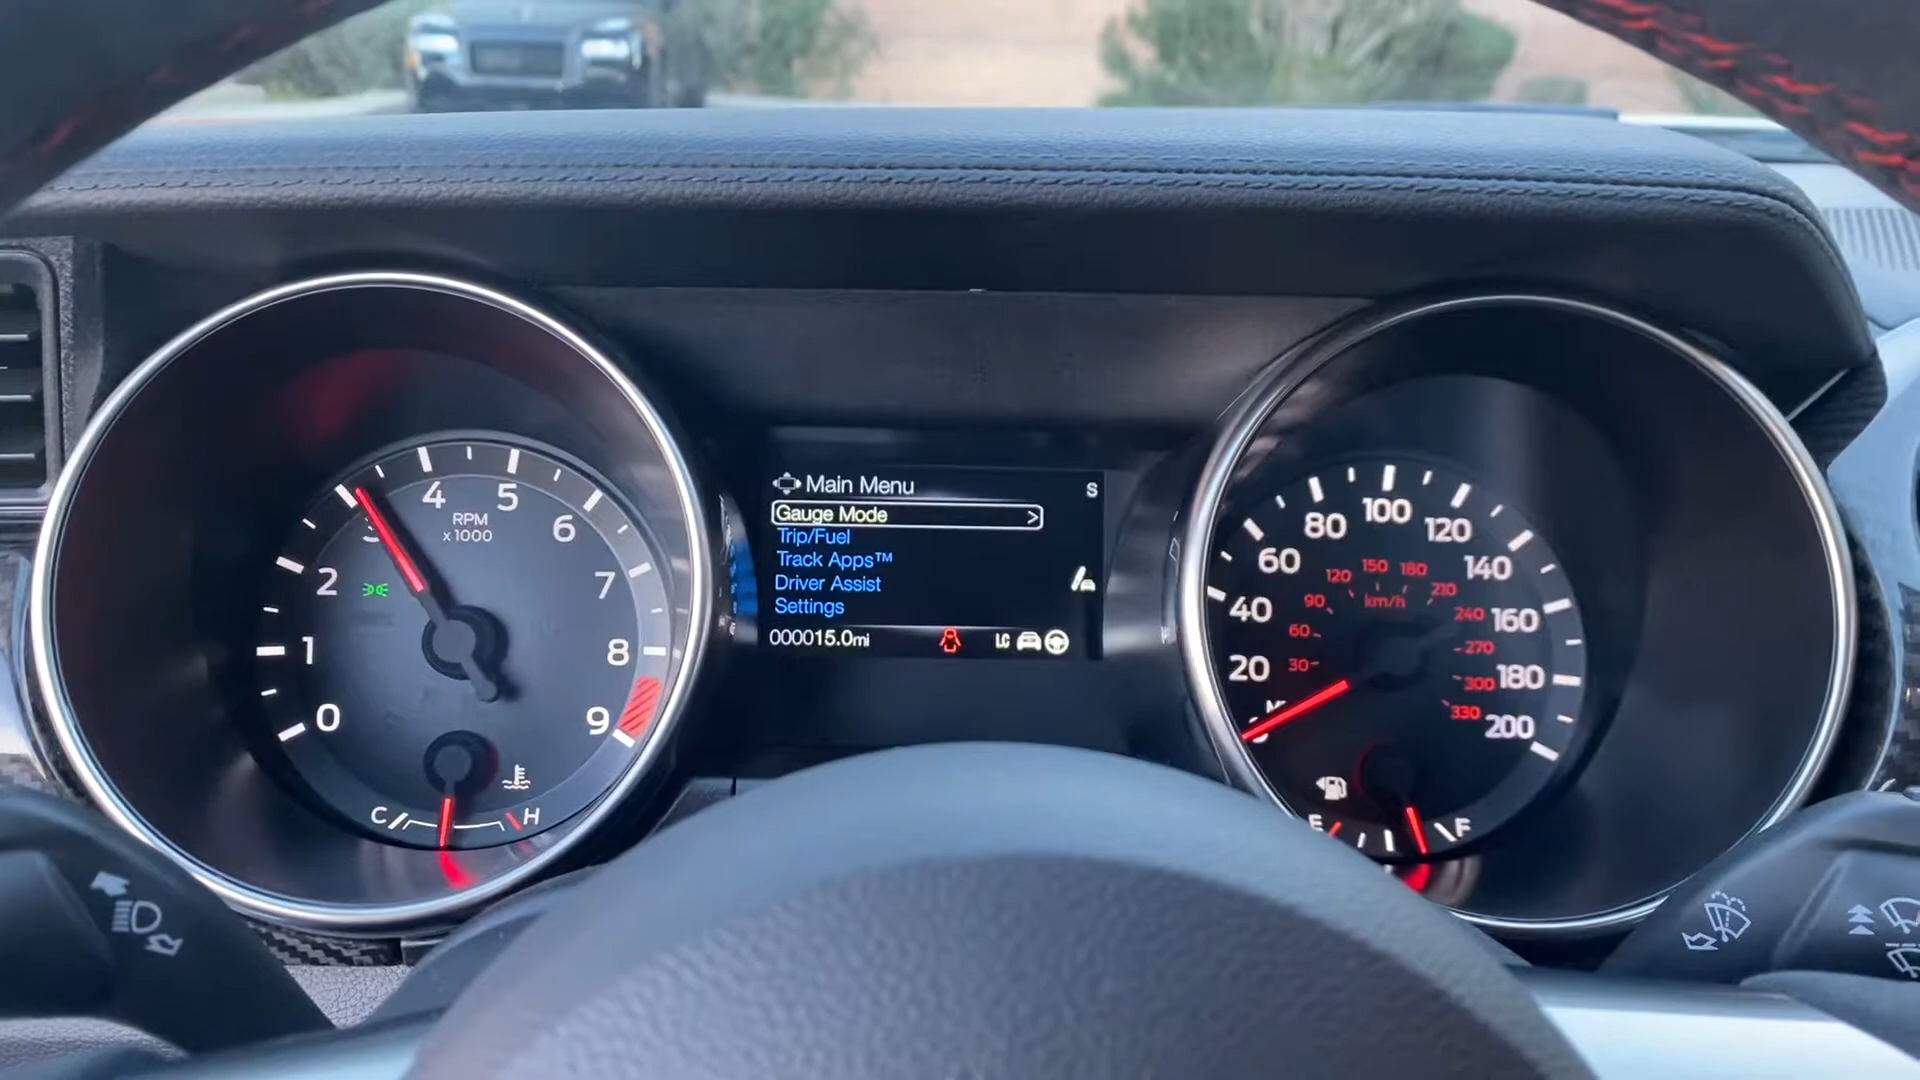 Main Menu
S
Gauge Mode >
Trip/Fuel
Track Apps™
Driver Assist
Settings
000015.0mi
LC
0
1
2
3
4
5
6
7
8
9
RPM
x1000
C
H
20
40
60
80
100
120
140
160
180
200
30
60
90
120
150
180
210
240
270
300
330
km/h
E
F